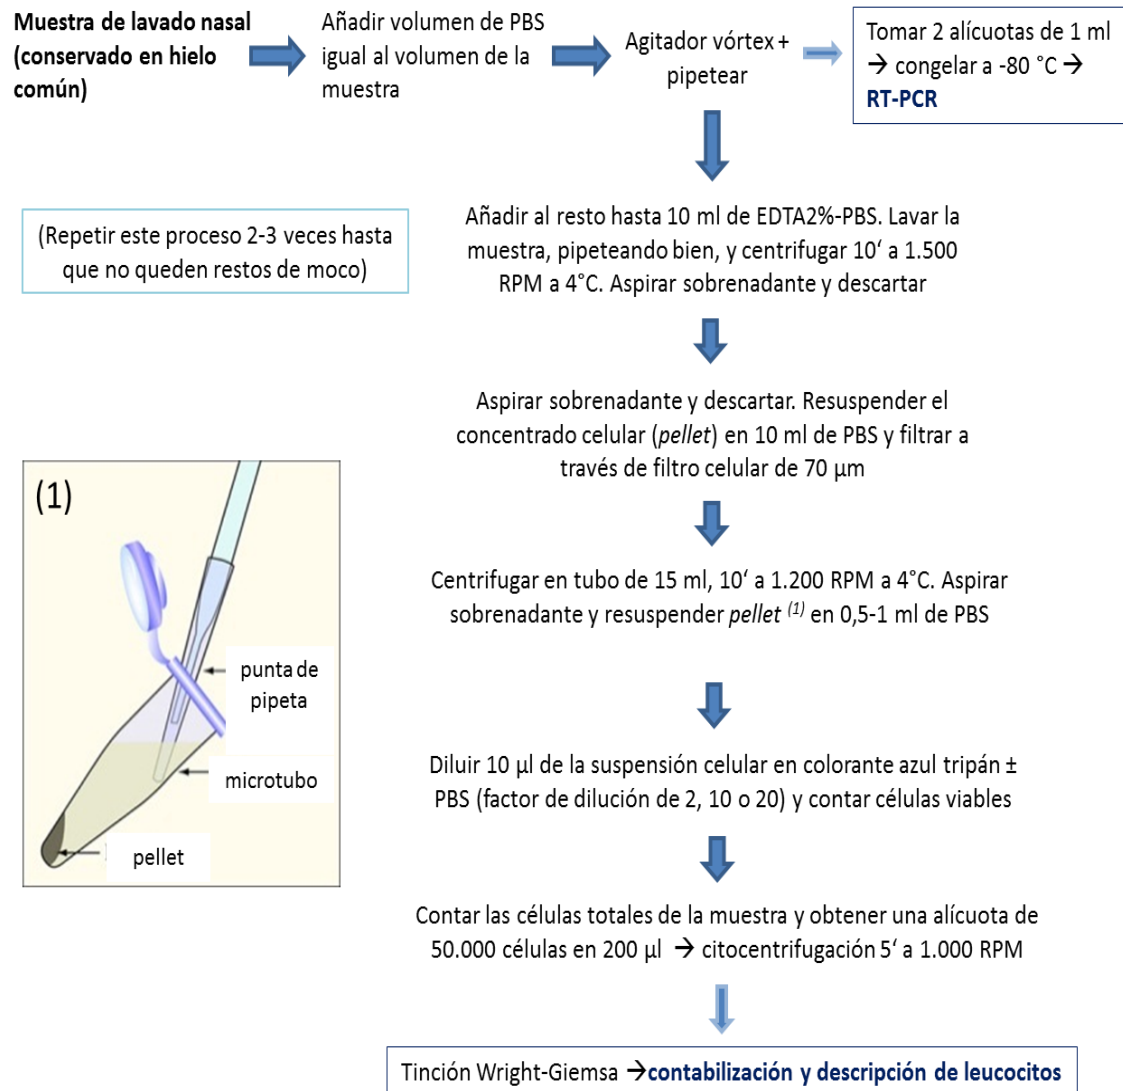 Muestra de lavado nasal
(conservado en hielo
común)
Añadir volumen de PBS
igual al volumen de la
muestra
Agitador vórtex +
pipetear
Tomar 2 alícuotas de 1 ml
→ congelar a -80 °C →
RT-PCR
(Repetir este proceso 2-3 veces hasta
que no queden restos de moco)
Añadir al resto hasta 10 ml de EDTA2%-PBS. Lavar la
muestra, pipeteando bien, y centrifugar 10‘ a 1.500
RPM a 4°C. Aspirar sobrenadante y descartar
Aspirar sobrenadante y descartar. Resuspender el
concentrado celular (pellet) en 10 ml de PBS y filtrar a
través de filtro celular de 70 µm
Centrifugar en tubo de 15 ml, 10‘ a 1.200 RPM a 4°C. Aspirar
sobrenadante y resuspender pellet (1) en 0,5-1 ml de PBS
(1)
punta de
pipeta
microtubo
pellet
Diluir 10 µl de la suspensión celular en colorante azul tripán ±
PBS (factor de dilución de 2, 10 o 20) y contar células viables
Contar las células totales de la muestra y obtener una alícuota de
50.000 células en 200 µl → citocentrifugación 5‘ a 1.000 RPM
Tinción Wright-Giemsa →contabilización y descripción de leucocitos